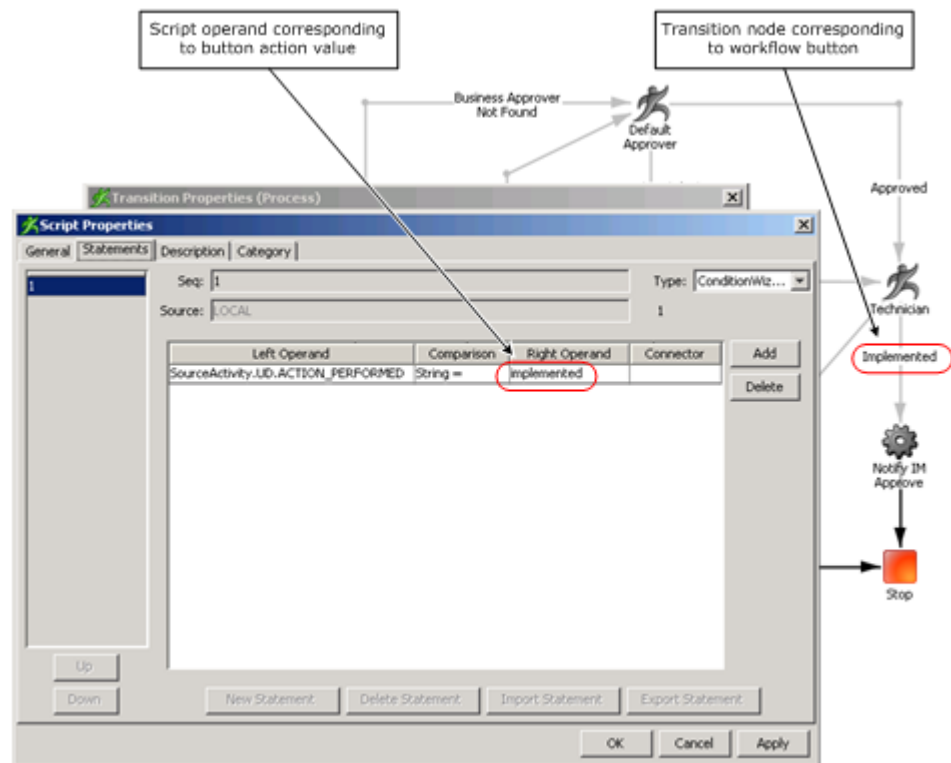 Script operand corresponding
to button action value
Transition node corresponding
to workflow button
Business Approver
Not Found
Default
Approver
Approved
Transition Properties (Process)
Script Properties
General Statements Description Category
1
Seq: 1
Type: ConditionWiz...
Source: LOCAL
1
Technician
Left Operand Comparison Right Operand Connector
SourceActivity.UD.ACTION_PERFORMED String = implemented
Add
Delete
Implemented
Notify IM
Approve
Stop
Up
Down
New Statement Delete Statement Import Statement Export Statement
OK Cancel Apply